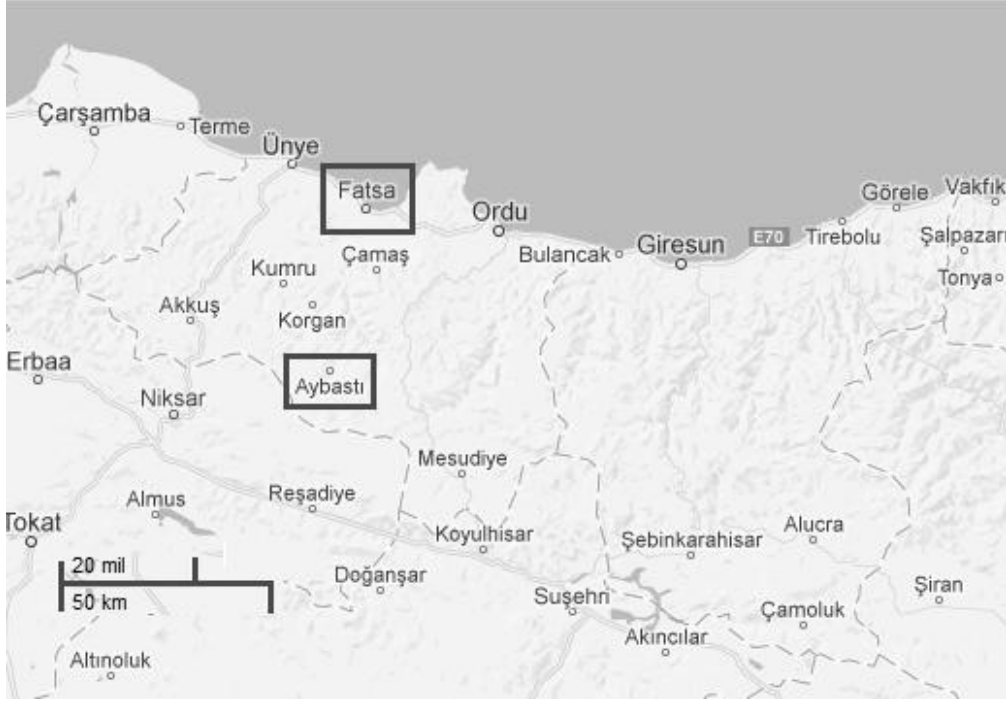 Çarşamba
Terme
Ünye
Fatsa
Ordu
Görele
Vakfık
Bulancak
Giresun
E70
Tirebolu
Şalpazarı
Tonya
Kumru
Çamaş
Akkuş
Korgan
Erbaa
Aybastı
Niksar
Mesudiye
Almus
Reşadiye
Tokat
Koyulhisar
Şebinkarahisar
Alucra
20 mil
50 km
Doğanşar
Suşehri
Şiran
Çamoluk
Akıncılar
Altınoluk